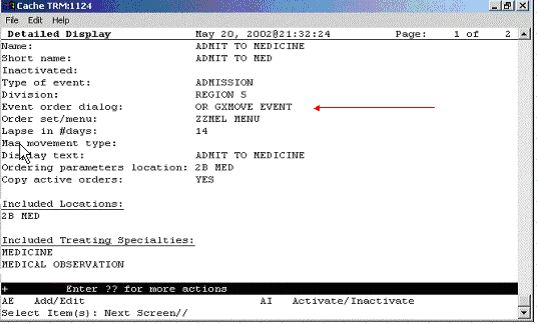 Cache TRM:1124
File Edit Help
Detailed Display May 20, 2002@21:32:24 Page: 1 of 2
Name: ADMIT TO MEDICINE
Short name: ADMIT TO MED
Inactivated:
Type of event: ADMISSION
Division: REGION 5
Event order dialog: OR GXMOVE EVENT
Order set/menu: ZZMEL MENU
Lapse in #days: 14
Mas movement type:
Display text: ADMIT TO MEDICINE
Ordering parameters location: 2B MED
Copy active orders: YES
Included Locations:
2B MED
Included Treating Specialties:
MEDICINE
MEDICAL OBSERVATION
+ Enter ?? for more actions
AE Add/Edit AI Activate/Inactivate
Select Item(s): Next Screen//